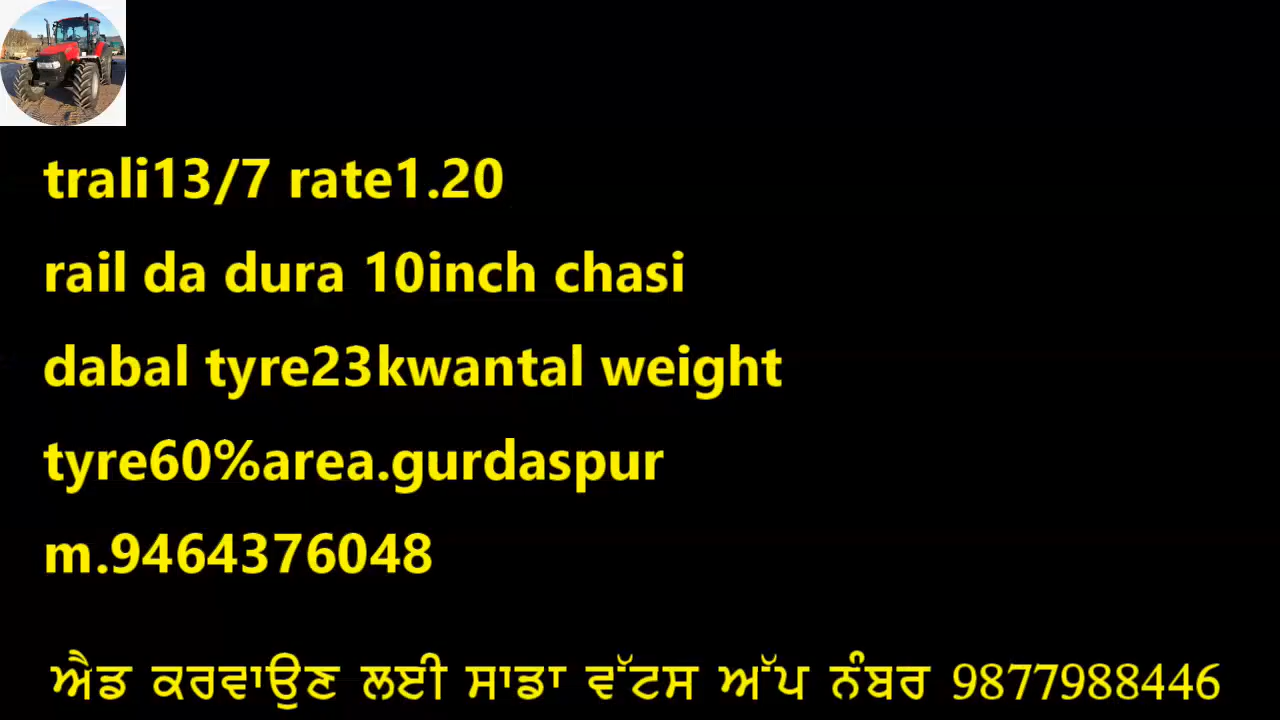 trali13/7 rate1.20
rail da dura 10inch chasi
dabal tyre23kwantal weight
tyre60%area.gurdaspur
m.9464376048
ਐਡ ਕਰਵਾਉਣ ਲਈ ਸਾਡਾ ਵੱਟਸ ਅੱਪ ਨੰਬਰ 9877988446